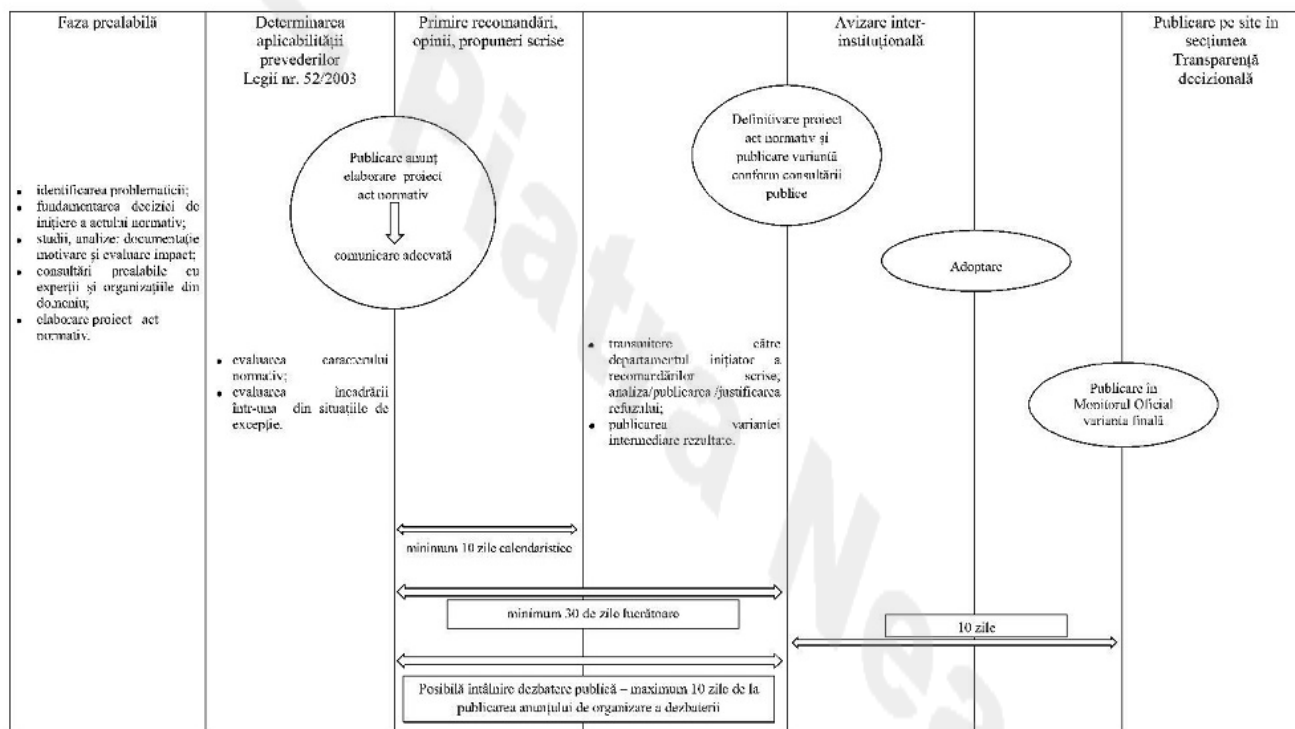 Faza prealabilă
Determinarea
aplicabilității
prevederilor
Legii nr. 52/2003
Primire recomandări,
opinii, propuneri scrise
Avizare inter-
instituțională
Publicare pe site în
secțiunea
Transparență
decizională
Publicare anunț
elaborare proiect
act normativ
comunicare adecvată
Definitivare proiect
act normativ și
publicare variantă
conform consultării
publice
• identificarea problematicii;
• fundamentarea deciziei de
inițiere a actului normativ;
• studii, analize: documentație
motivare și evaluare impact;
• consultări prealabile cu
experții și organizațiile din
domeniu;
• elaborare proiect act
normativ.
Adoptare
• evaluarea caracterului
normativ;
• evaluarea încadrării
într-una din situațiile de
excepție.
• transmitere către
departamentul inițiator a
recomandărilor scrise;
analiza/publicarea /justificarea
refuzului;
• publicarea variantei
intermediare rezultate.
Publicare în
Monitorul Oficial
varianta finală
minimum 10 zile calendaristice
minimum 30 de zile lucrătoare
10 zile
Posibilă întâlnire dezbatere publică – maximum 10 zile de la
publicarea anunțului de organizare a dezbaterii
Piatra Nea